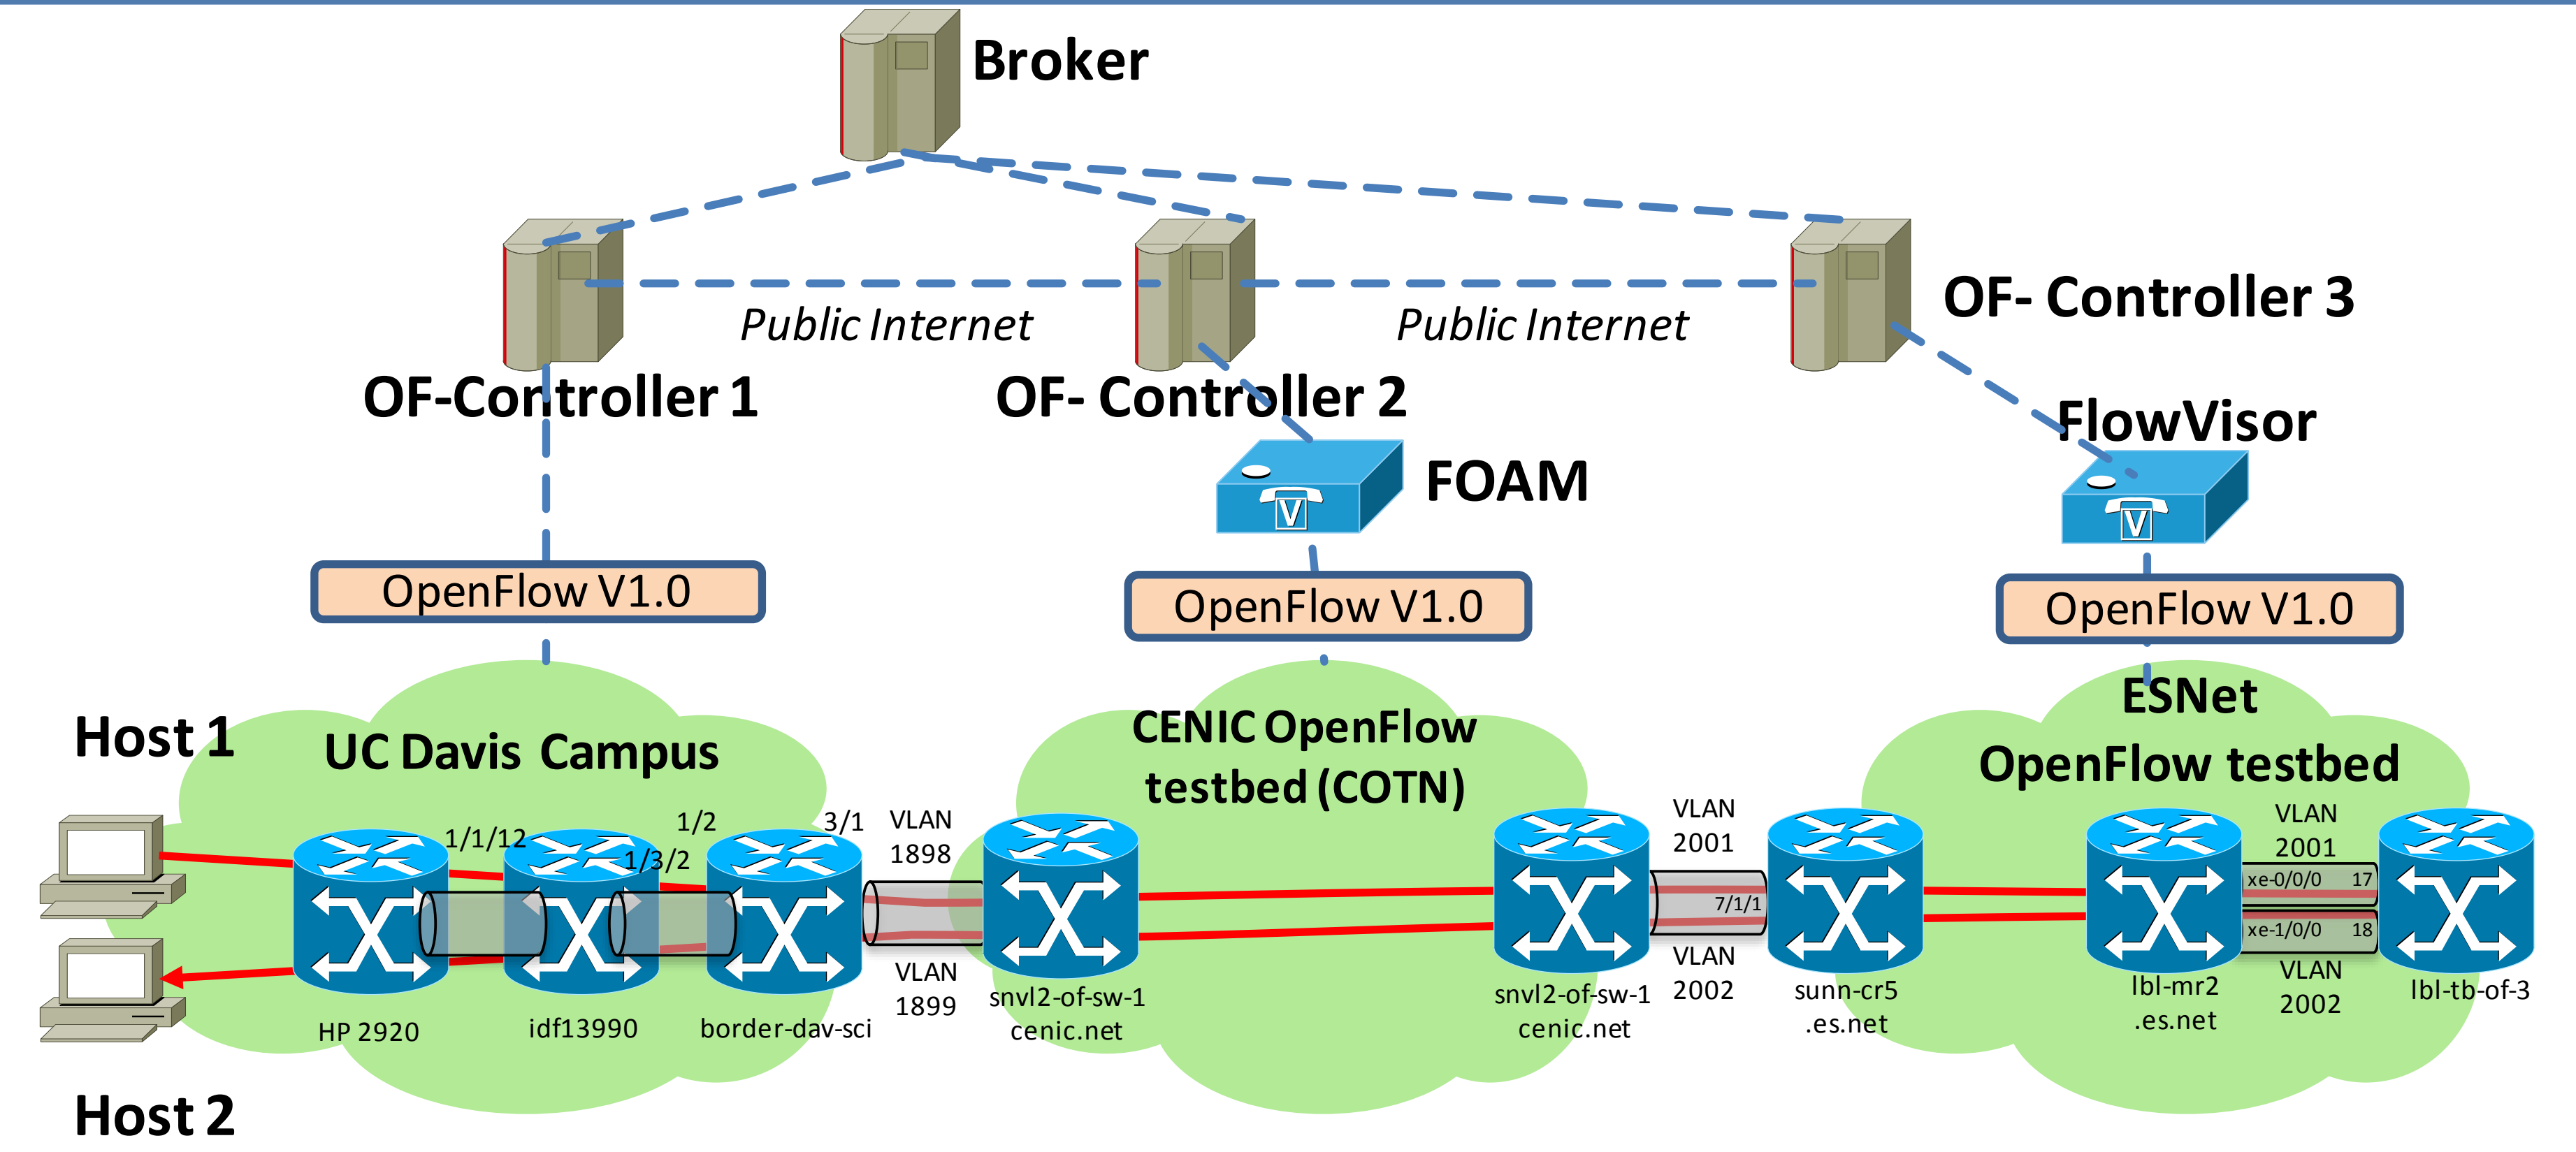 Broker
OF- Controller 3
Public Internet
Public Internet
OF-Controller 1
OF- Controller 2
FlowVisor
FOAM
V
V
OpenFlow V1.0
OpenFlow V1.0
OpenFlow V1.0
Host 1
UC Davis Campus
CENIC OpenFlow
testbed (COTN)
ESNet
OpenFlow testbed
1/1/12
1/2
1/3/2
3/1
VLAN
1898
VLAN
2001
VLAN
2001
7/1/1
xe-0/0/0 17
xe-1/0/0 18
VLAN
1899
VLAN
2002
VLAN
2002
HP 2920
idf13990
border-dav-sci
snvl2-of-sw-1
cenic.net
snvl2-of-sw-1
cenic.net
sunn-cr5
.es.net
lbl-mr2
.es.net
lbl-tb-of-3
Host 2